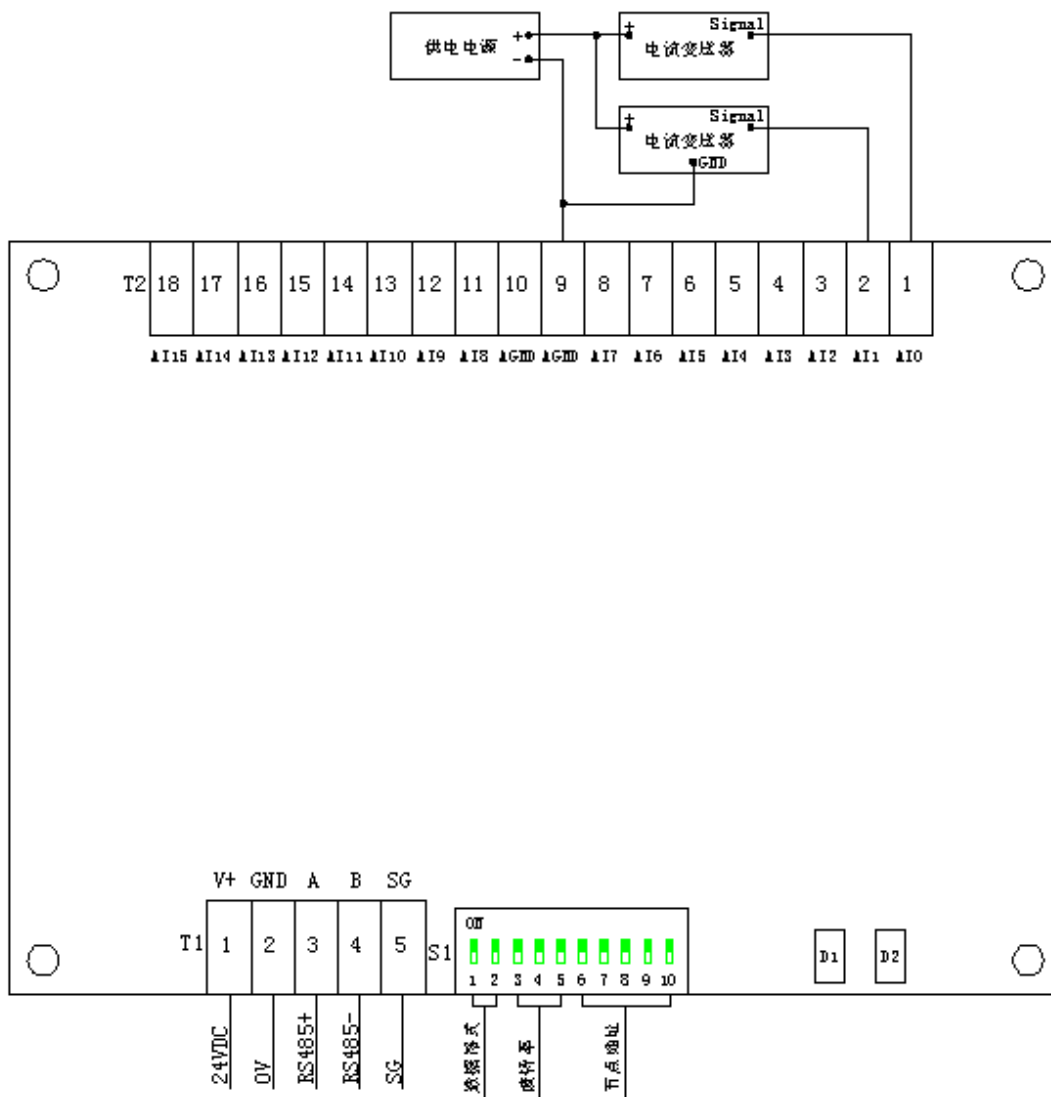 供电电源
+
-
+
Signal
电流变送器
+
Signal
电流变送器
GND
T2
18 17 16 15 14 13 12 11 10 9 8 7 6 5 4 3 2 1
AI15 AI14 AI13 AI12 AI11 AI10 AI9 AI8 AGND AGND AI7 AI6 AI5 AI4 AI3 AI2 AI1 AI0
V+ GND A B SG
T1
1 2 3 4 5
S1
ON
1 2 3 4 5 6 7 8 9 10
D1
D2
24VDC
0V
RS485+
RS485-
SG
数据格式
波特率
节点地址